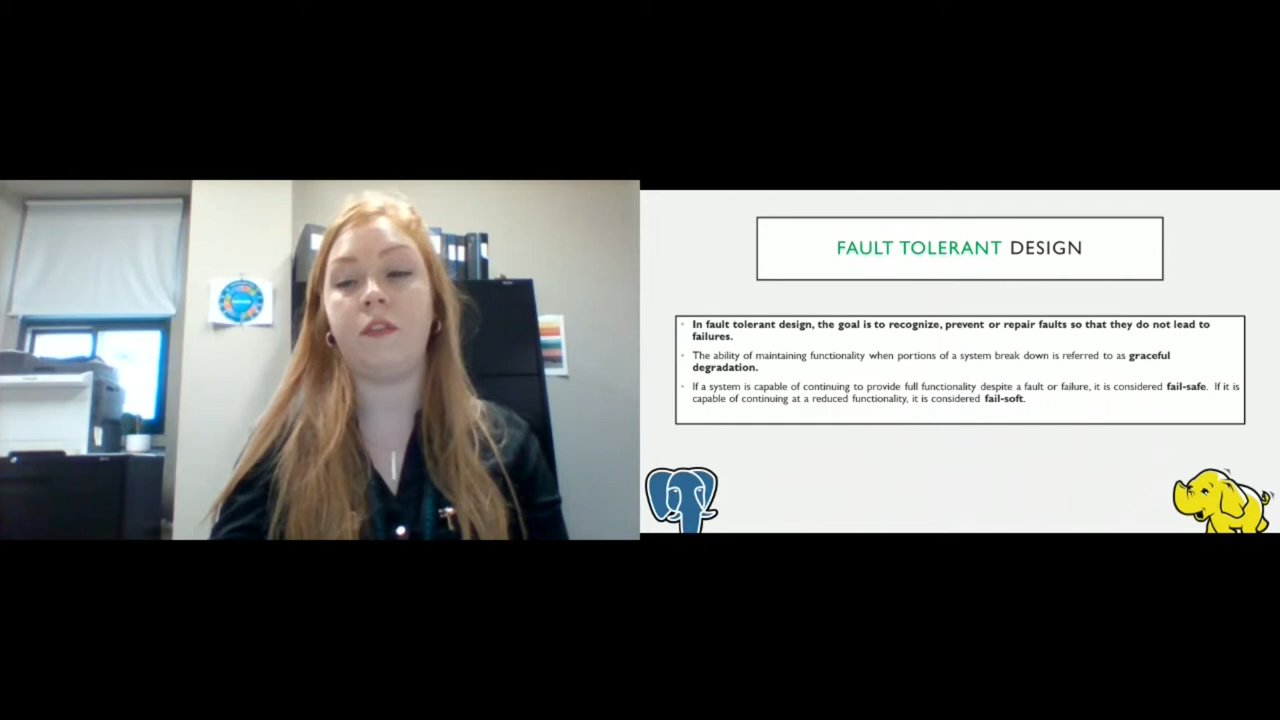 FAULT TOLERANT DESIGN
In fault tolerant design, the goal is to recognize, prevent or repair faults so that they do not lead to
failures.
The ability of maintaining functionality when portions of a system break down is referred to as graceful
degradation.
If a system is capable of continuing to provide full functionality despite a fault or failure, it is considered fail-safe. If it is
capable of continuing at a reduced functionality, it is considered fail-soft.